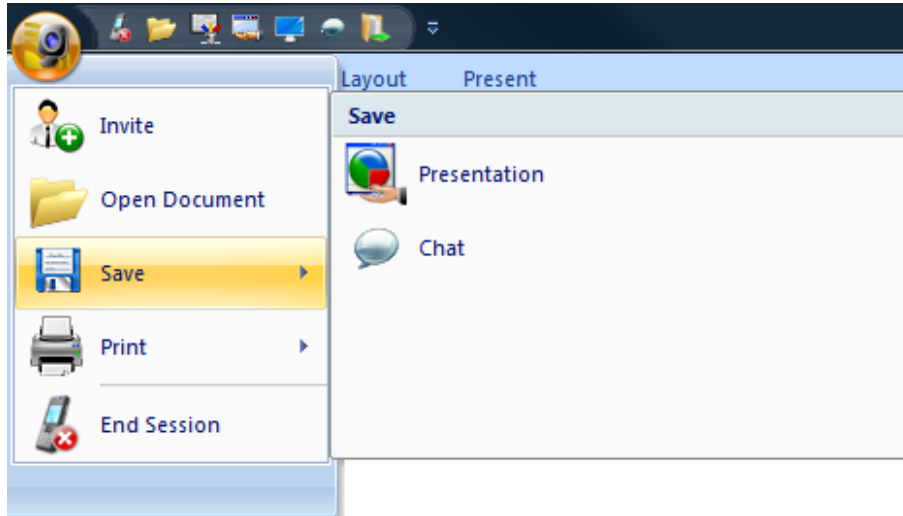 Layout Present
Invite
Open Document
Save
Print
End Session
Save
Presentation
Chat